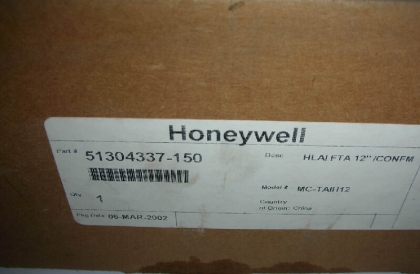 Honeywell
Part # 51304337-150 Desc: HLAI FTA 12" /CONFM
Model # MC-TAIH12
Qty 1
Country
of Origin: China
Pkg Date 06-MAR-2002